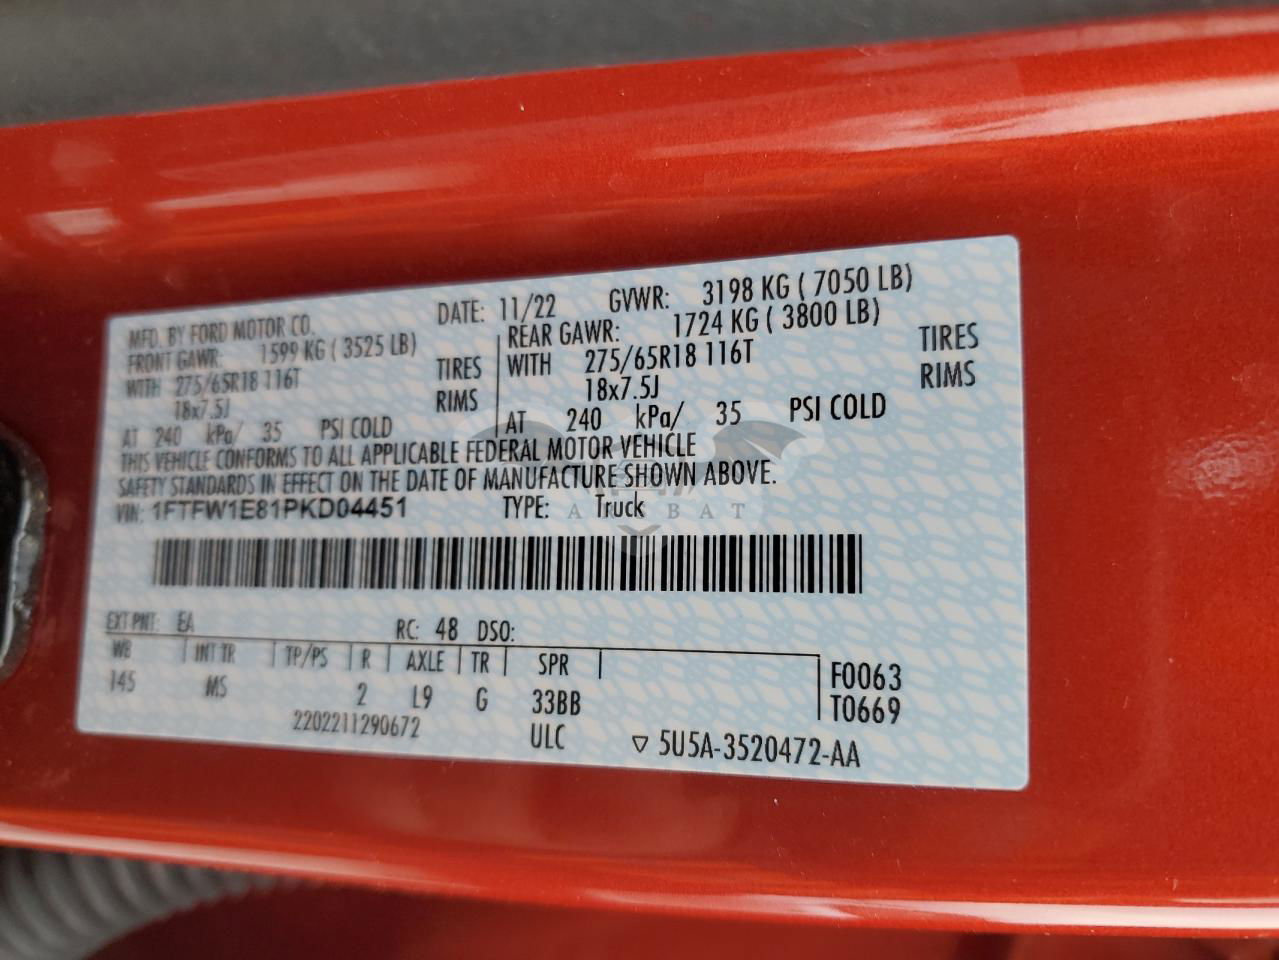 MFD. BY FORD MOTOR CO. DATE: 11/22 GVWR: 3198 KG ( 7050 LB)
FRONT GAWR: 1599 KG ( 3525 LB) REAR GAWR: 1724 KG ( 3800 LB)
WITH 275/65R18 116T TIRES WITH 275/65R18 116T TIRES
18x7.5J RIMS 18x7.5J RIMS
AT 240 kPa/ 35 PSI COLD AT 240 kPa/ 35 PSI COLD
THIS VEHICLE CONFORMS TO ALL APPLICABLE FEDERAL MOTOR VEHICLE
SAFETY STANDARDS IN EFFECT ON THE DATE OF MANUFACTURE SHOWN ABOVE.
VIN: 1FTFW1E81PKD04451 TYPE: Truck
EXT PNT: EA RC: 48 DSO:
WB INT TR TP/PS R AXLE TR SPR F0063
145 MS 2 L9 G 33BB T0669
2202211290672 ULC ▽ 5U5A-3520472-AA